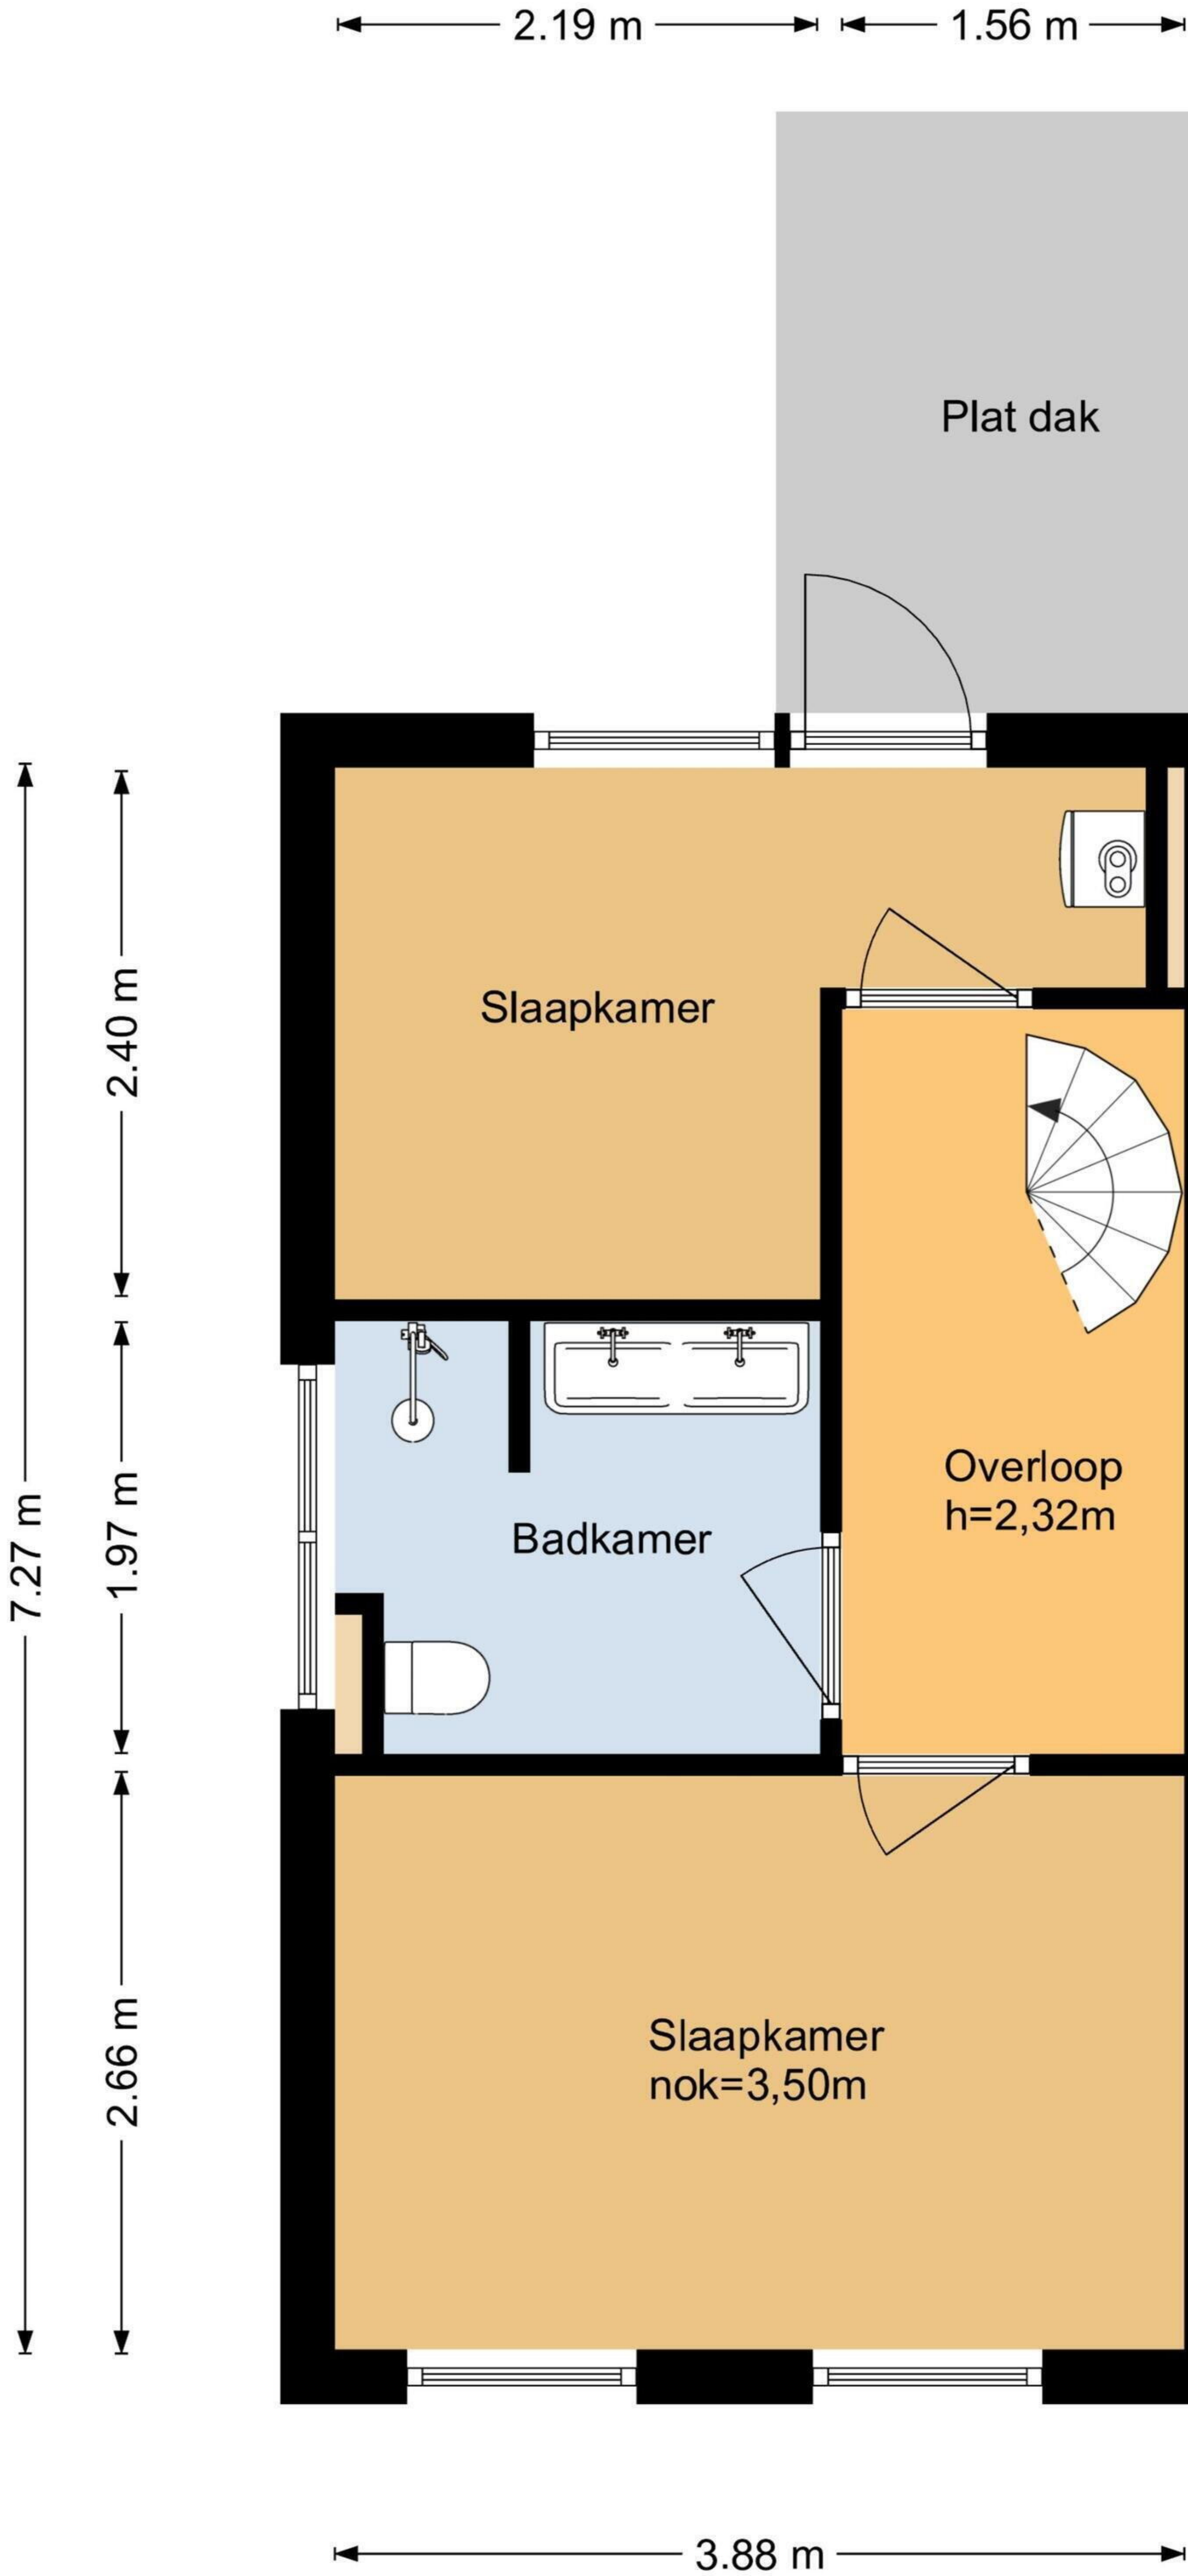 2.19 m
1.56 m
Plat dak
2.40 m
Slaapkamer
Overloop
h=2,32m
7.27 m
1.97 m
Badkamer
2.66 m
Slaapkamer
nok=3,50m
3.88 m